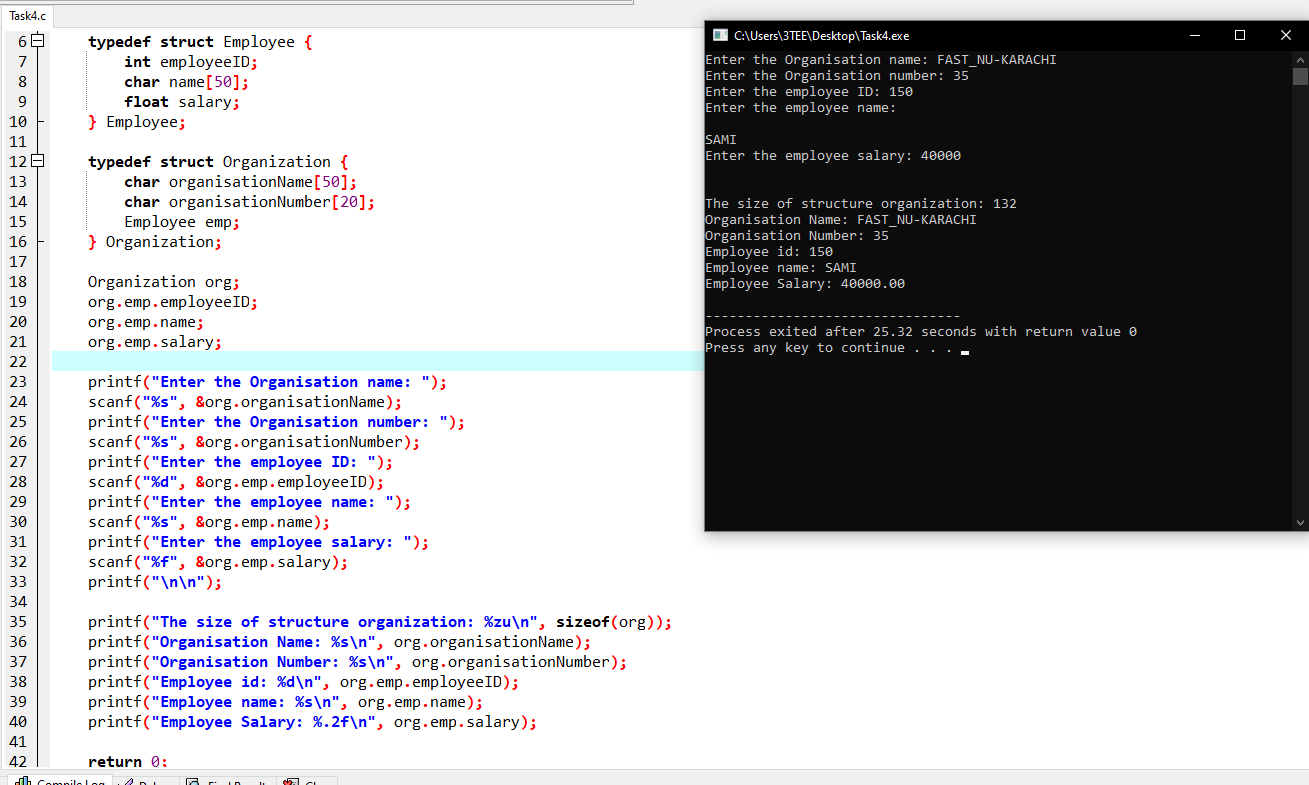 Task4.c
6 typedef struct Employee {
7 int employeeID;
8 char name[50];
9 float salary;
10 } Employee;
11
12 typedef struct Organization {
13 char organisationName[50];
14 char organisationNumber[20];
15 Employee emp;
16 } Organization;
17
18 Organization org;
19 org.emp.employeeID;
20 org.emp.name;
21 org.emp.salary;
22
23 printf("Enter the Organisation name: ");
24 scanf("%s", &org.organisationName);
25 printf("Enter the Organisation number: ");
26 scanf("%s", &org.organisationNumber);
27 printf("Enter the employee ID: ");
28 scanf("%d", &org.emp.employeeID);
29 printf("Enter the employee name: ");
30 scanf("%s", &org.emp.name);
31 printf("Enter the employee salary: ");
32 scanf("%f", &org.emp.salary);
33 printf("\n\n");
34
35 printf("The size of structure organization: %zu\n", sizeof(org));
36 printf("Organisation Name: %s\n", org.organisationName);
37 printf("Organisation Number: %s\n", org.organisationNumber);
38 printf("Employee id: %d\n", org.emp.employeeID);
39 printf("Employee name: %s\n", org.emp.name);
40 printf("Employee Salary: %.2f\n", org.emp.salary);
41
42 return 0;
C:\Users\3TEE\Desktop\Task4.exe
Enter the Organisation name: FAST_NU-KARACHI
Enter the Organisation number: 35
Enter the employee ID: 150
Enter the employee name:
SAMI
Enter the employee salary: 40000
The size of structure organization: 132
Organisation Name: FAST_NU-KARACHI
Organisation Number: 35
Employee id: 150
Employee name: SAMI
Employee Salary: 40000.00
--------------------------------
Process exited after 25.32 seconds with return value 0
Press any key to continue . . .
Compile Log